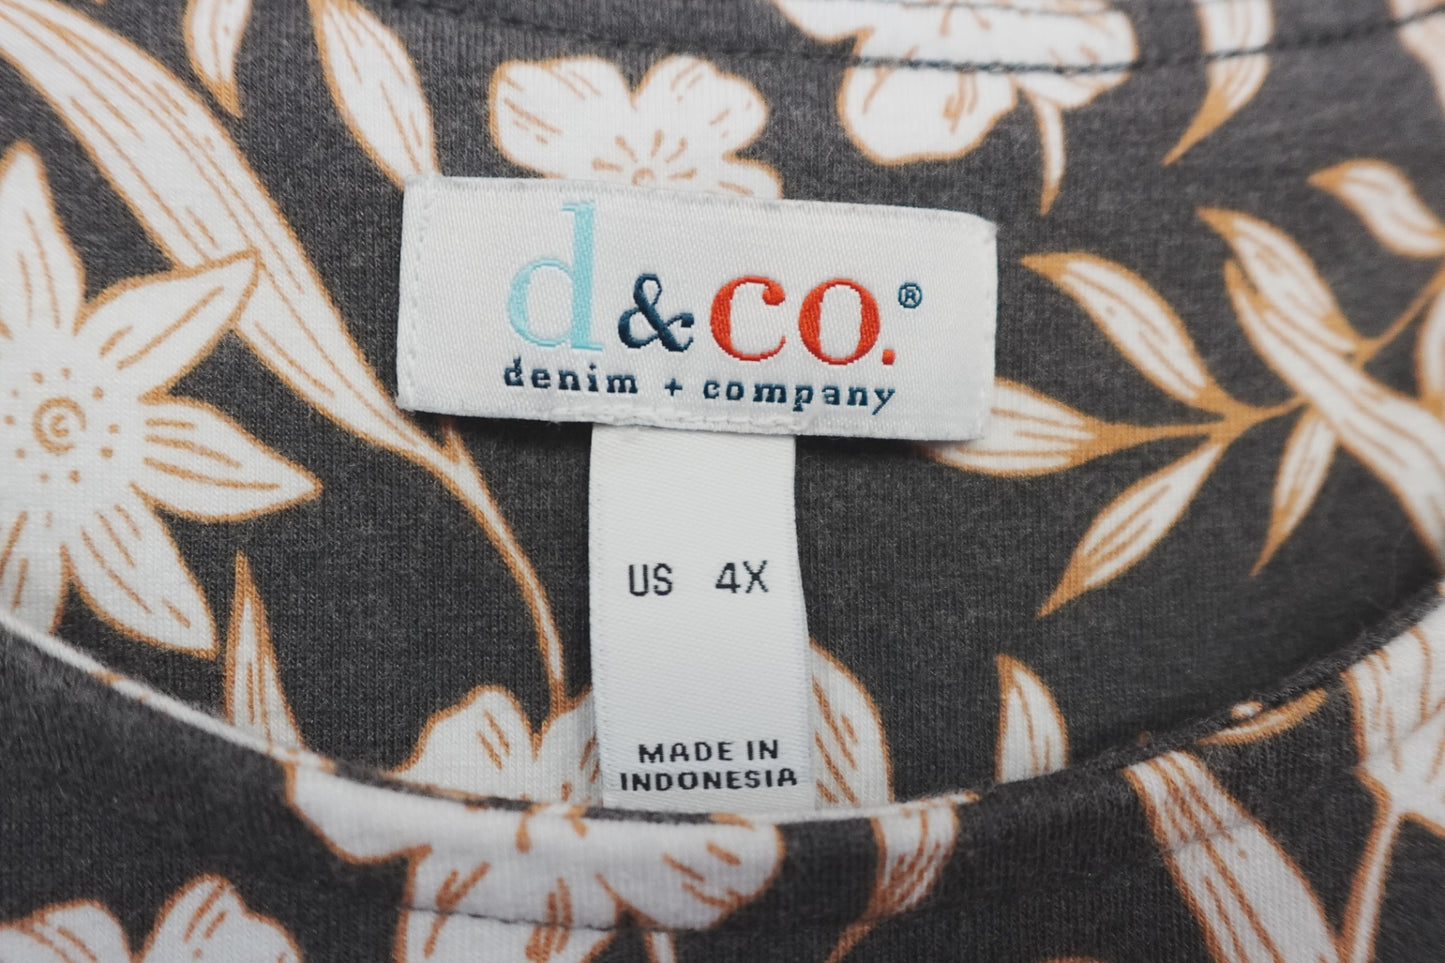 d&co.®
denim + company
US 4X
MADE IN
INDONESIA